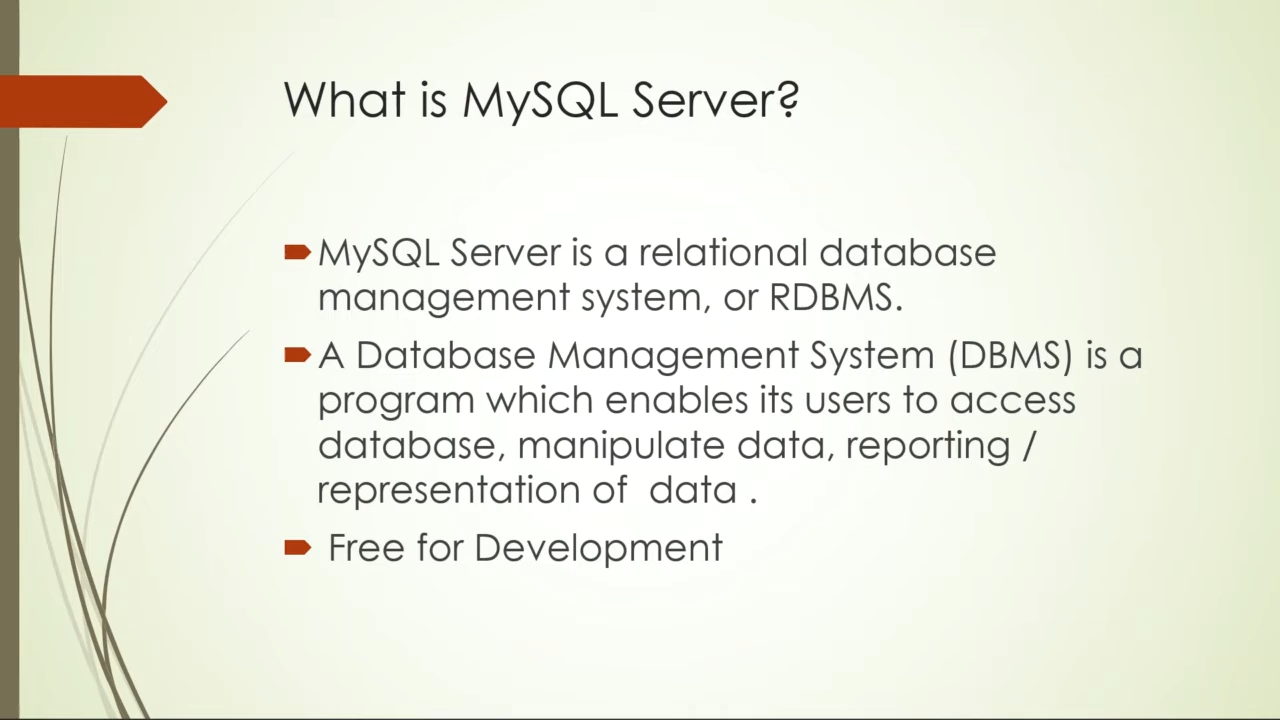 What is MySQL Server?
MySQL Server is a relational database
management system, or RDBMS.
A Database Management System (DBMS) is a
program which enables its users to access
database, manipulate data, reporting /
representation of  data .
Free for Development